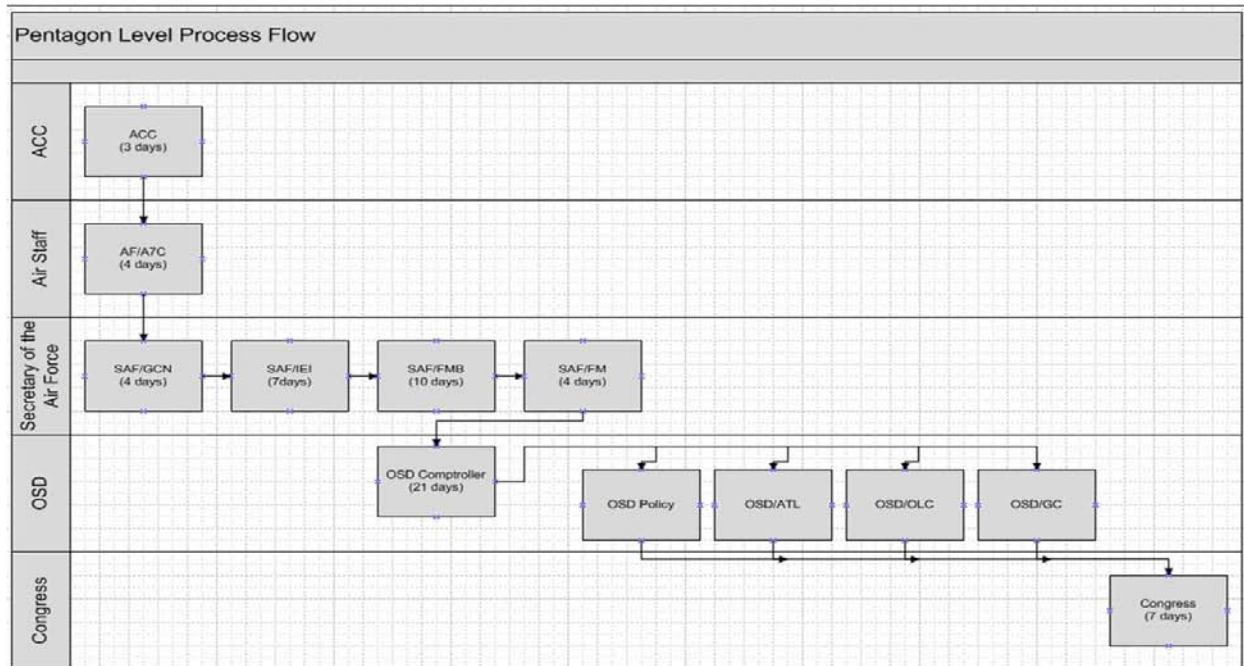 Pentagon Level Process Flow
ACC
ACC
(3 days)
Air Staff
AF/A7C
(4 days)
Secretary of the
Air Force
SAF/GCN
(4 days)
SAF/IEI
(7days)
SAF/FMB
(10 days)
SAF/FM
(4 days)
OSD
OSD Comptroller
(21 days)
OSD Policy
OSD/ATL
OSD/OLC
OSD/GC
Congress
Congress
(7 days)